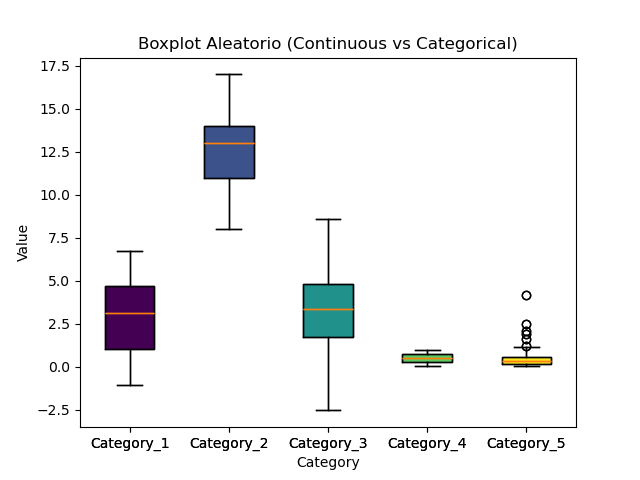 Boxplot Aleatorio (Continuous vs Categorical)
17.5
15.0
12.5
10.0
7.5
5.0
2.5
0.0
−2.5
Value
Category_1 Category_2 Category_3 Category_4 Category_5
Category